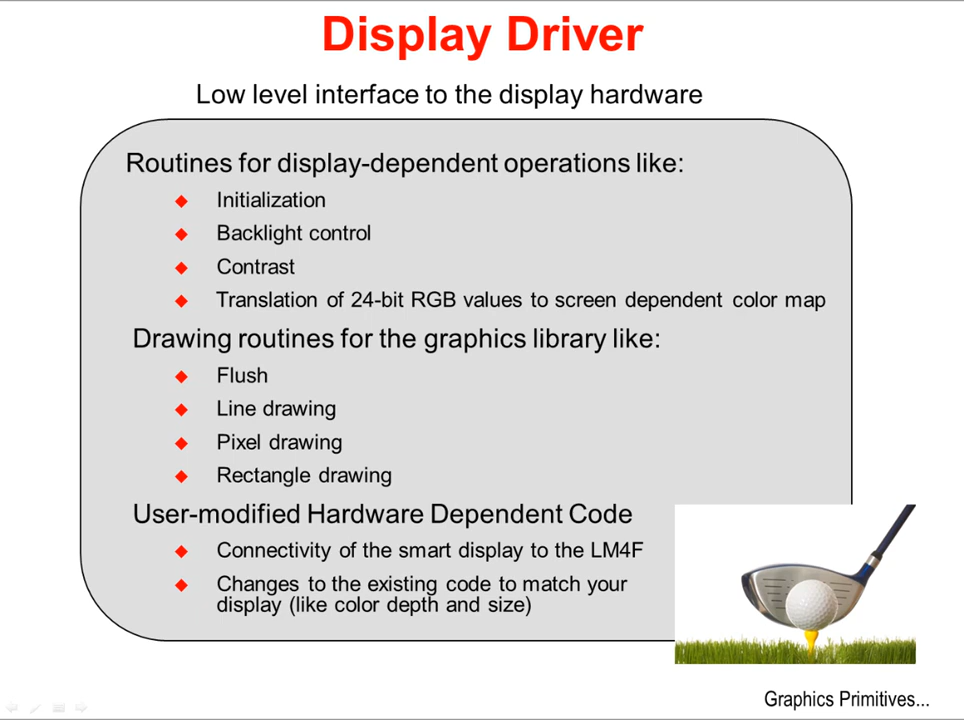 Display Driver
Low level interface to the display hardware
Routines for display-dependent operations like:
Initialization
Backlight control
Contrast
Translation of 24-bit RGB values to screen dependent color map
Drawing routines for the graphics library like:
Flush
Line drawing
Pixel drawing
Rectangle drawing
User-modified Hardware Dependent Code
Connectivity of the smart display to the LM4F
Changes to the existing code to match your
display (like color depth and size)
Graphics Primitives...